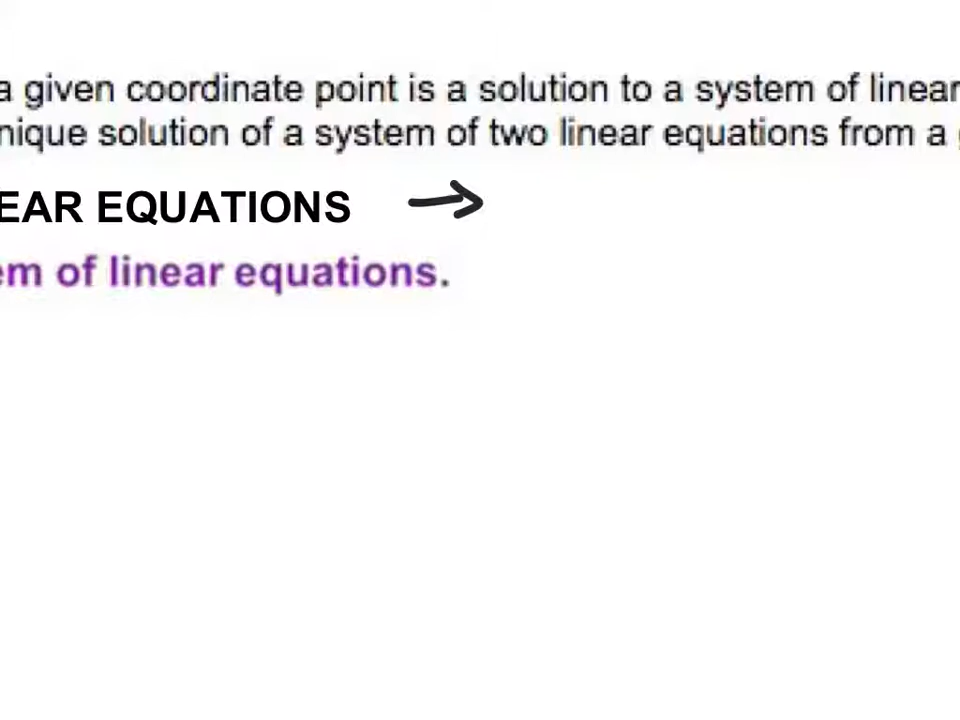 a given coordinate point is a solution to a system of linear
nique solution of a system of two linear equations from a
EAR EQUATIONS →
em of linear equations.